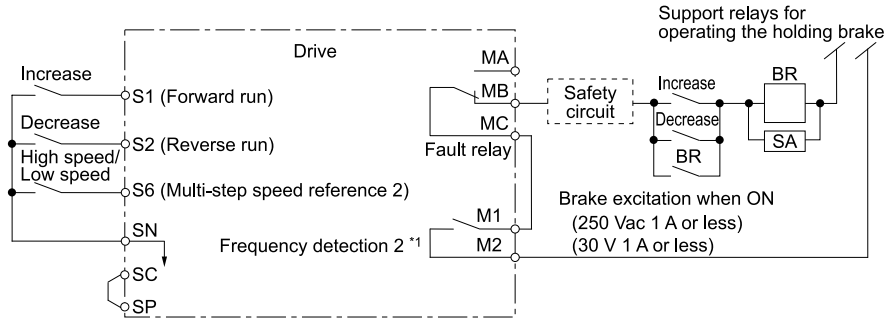 Support relays for
operating the holding brake
Drive
MA
Increase
S1 (Forward run)
MB
Safety
circuit
Increase
BR
Decrease
S2 (Reverse run)
MC
Fault relay
Decrease
SA
High speed/
Low speed
S6 (Multi-step speed reference 2)
BR
SN
M1
Brake excitation when ON
(250 Vac 1 A or less)
(30 V 1 A or less)
Frequency detection 2 *1
M2
SC
SP